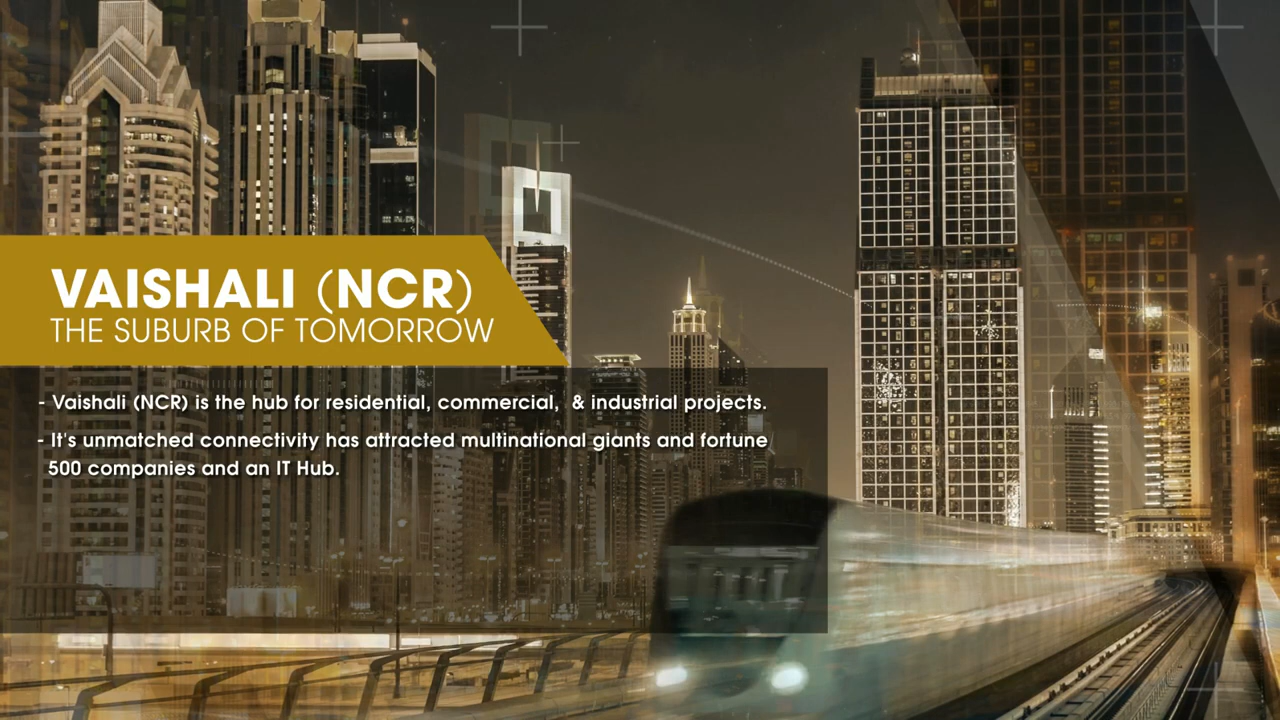 VAISHALI (NCR)
THE SUBURB OF TOMORROW
- Vaishali (NCR) is the hub for residential, commercial,  & industrial projects.
- It's unmatched connectivity has attracted multinational giants and fortune
500 companies and an IT Hub.